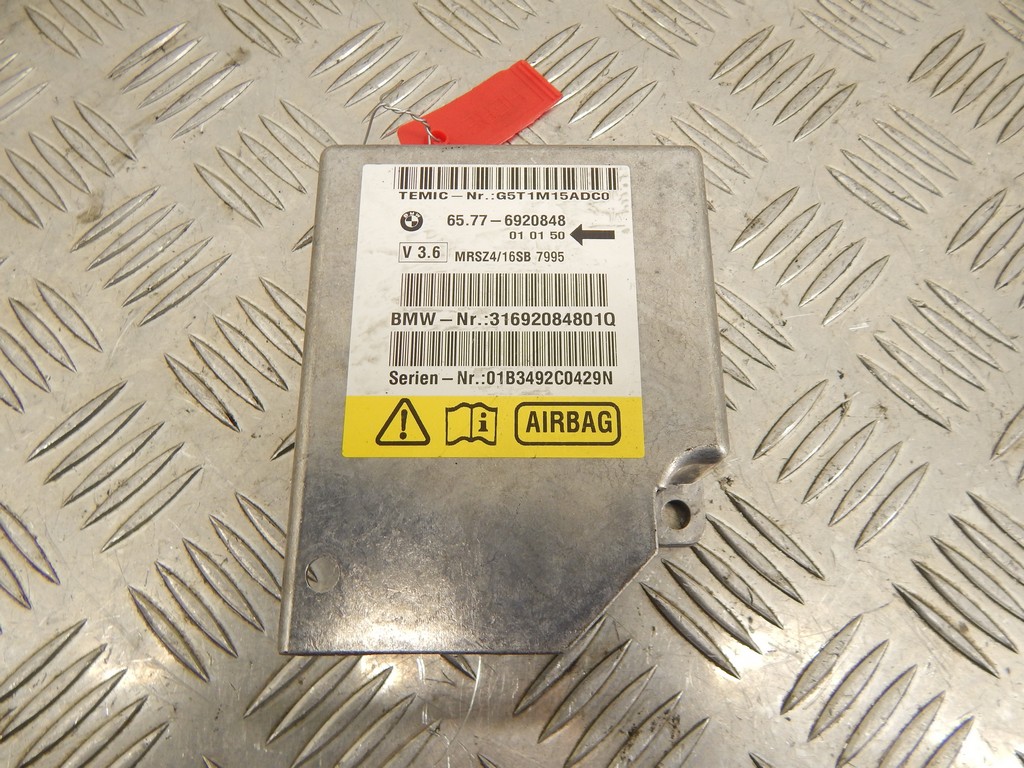 TEMIC – Nr.:G5T1M15ADC0
65.77 – 6920848
01 01 50
V 3.6 MRSZ4/16SB 7995
BMW – Nr.:31692084801Q
Serien – Nr.:01B3492C0429N
AIRBAG